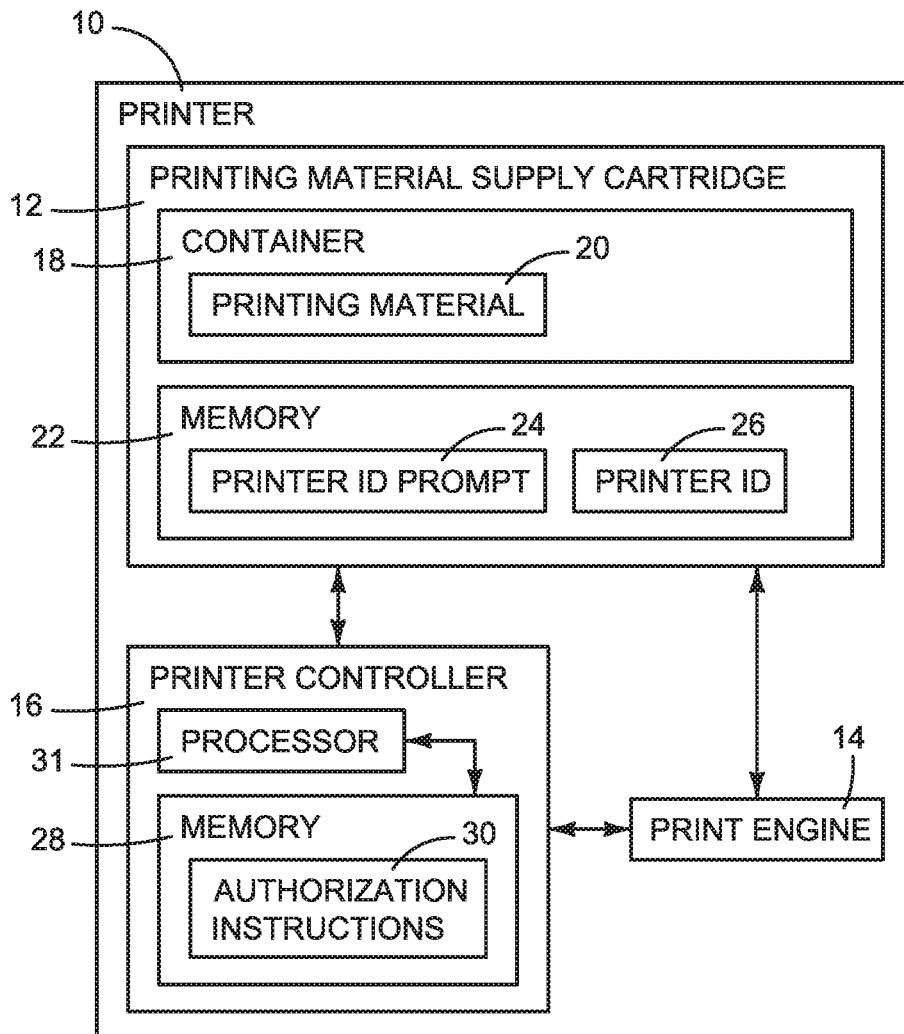 10
PRINTER
PRINTING MATERIAL SUPPLY CARTRIDGE
12
CONTAINER
18
20
PRINTING MATERIAL
MEMORY
22
24
26
PRINTER ID PROMPT
PRINTER ID
PRINTER CONTROLLER
16
PROCESSOR
31
14
MEMORY
PRINT ENGINE
28
30
AUTHORIZATION
INSTRUCTIONS